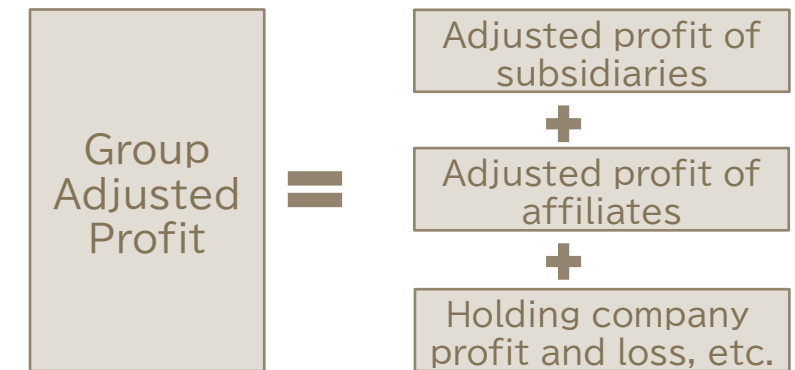 Group
Adjusted
Profit
=
Adjusted profit of
subsidiaries
+
Adjusted profit of
affiliates
+
Holding company
profit and loss, etc.